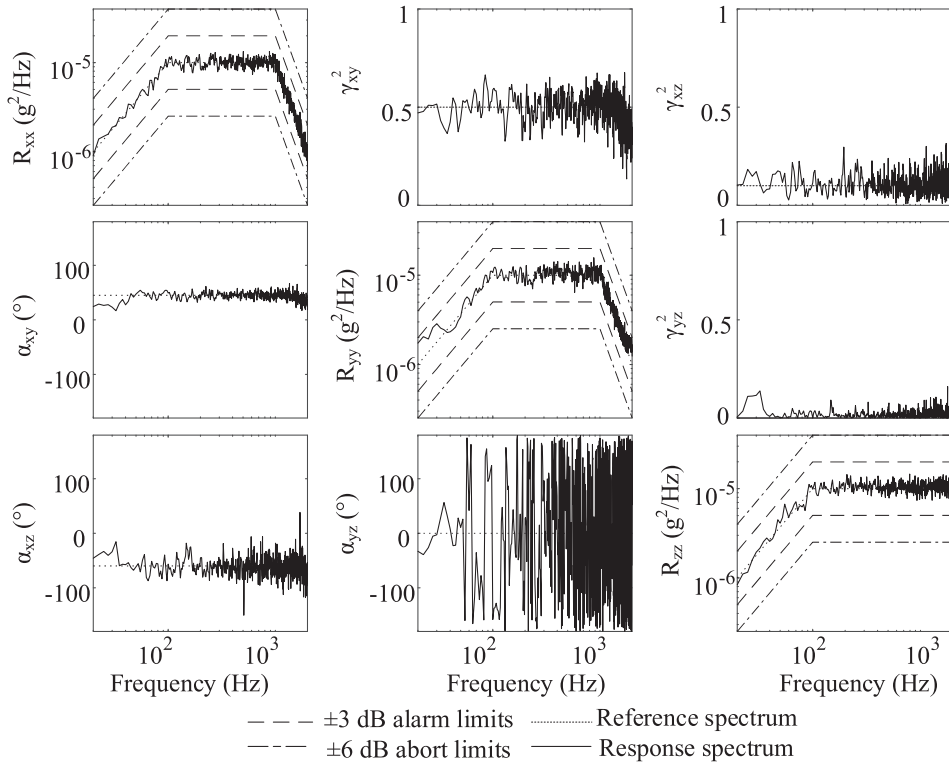 R_xx (g²/Hz)
10⁻⁵
10⁻⁶
γ²_xy
1
0.5
0
γ²_xz
1
0.5
0
α_xy (°)
100
0
-100
R_yy (g²/Hz)
10⁻⁵
10⁻⁶
γ²_yz
1
0.5
0
α_xz (°)
100
0
-100
10² 10³
Frequency (Hz)
α_yz (°)
100
0
-100
10² 10³
Frequency (Hz)
R_zz (g²/Hz)
10⁻⁵
10⁻⁶
10² 10³
Frequency (Hz)
±3 dB alarm limits
Reference spectrum
±6 dB abort limits
Response spectrum